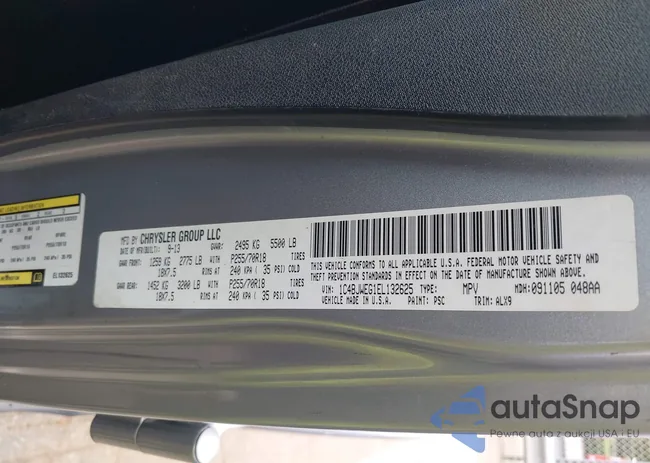 MFD BY CHRYSLER GROUP LLC
DATE OF MFR(BUILT): 9-13 GVWR: 2495 KG 5500 LB
GAWR FRONT: 1259 KG 2775 LB WITH P255/70R18 TIRES
18X7.5 RIMS AT 240 KPA ( 35 PSI) COLD
GAWR REAR: 1452 KG 3200 LB WITH P255/70R18 TIRES
18X7.5 RIMS AT 240 KPA ( 35 PSI) COLD
THIS VEHICLE CONFORMS TO ALL APPLICABLE U.S.A. FEDERAL MOTOR VEHICLE SAFETY AND
THEFT PREVENTION STANDARDS IN EFFECT ON THE DATE OF MANUFACTURE SHOWN ABOVE.
VIN: 1C4BJWEG1EL132625 TYPE: MPV MDH: 091105 048AA
VEHICLE MADE IN U.S.A. PAINT: PSC TRIM: ALX9
EL132625
autaSnap
Pewne auta z aukcji USA i EU